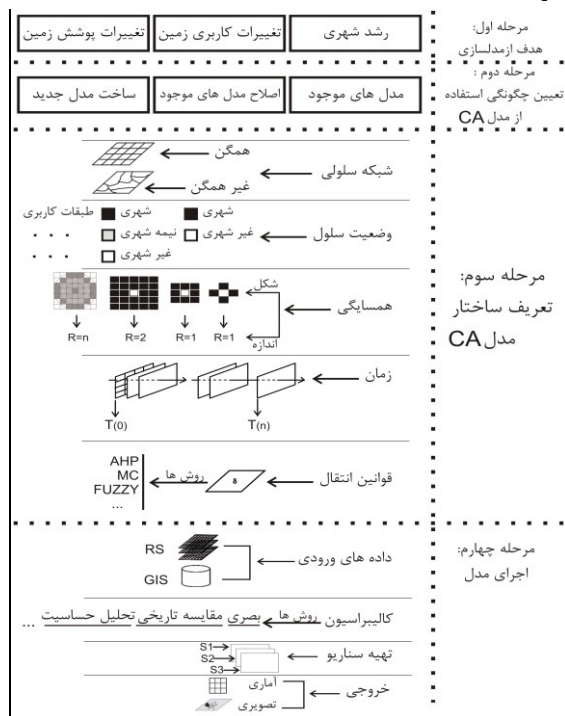 مرحله اول:
هدف ازمدلسازی
رشد شهری
تغییرات کاربری زمین
تغییرات پوشش زمین
مرحله دوم :
تعیین چگونگی استفاده
از مدل CA
مدل های موجود
اصلاح مدل های موجود
ساخت مدل جدید
مرحله سوم:
تعریف ساختار
مدل CA
شبکه سلولی
همگن
غیر همگن
وضعیت سلول
شهری
غیر شهری
شهری
نیمه شهری
غیر شهری
طبقات کاربری
. . .
. . .
همسایگی
شکل
اندازه
R=n R=2 R=1 R=1
زمان
T(0) T(n)
قوانین انتقال
δ
روش ها
AHP
MC
FUZZY
...
مرحله چهارم:
اجرای مدل
داده های ورودی
RS
GIS
کالیبراسیون روش ها بصری مقایسه تاریخی تحلیل حساسیت ...
تهیه سناریو
S1
S2
S3
خروجی
آماری
تصویری